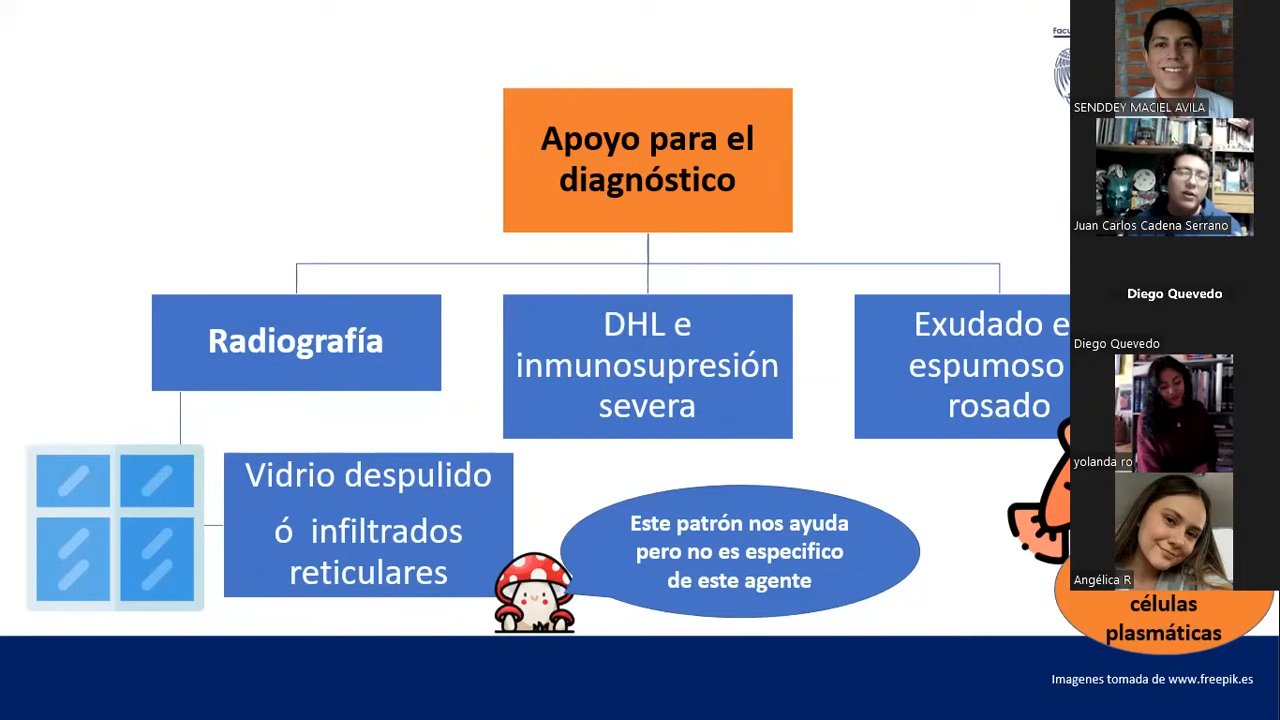 Facu
Apoyo para el
diagnóstico
Radiografía
DHL e
inmunosupresión
severa
Exudado e
espumoso
rosado
Vidrio despulido
ó infiltrados
reticulares
Este patrón nos ayuda
pero no es especifico
de este agente
células
plasmáticas
Imagenes tomada de www.freepik.es
SENDDEY MACIEL AVILA
Juan Carlos Cadena Serrano
Diego Quevedo
Diego Quevedo
yolanda ro
Angélica R